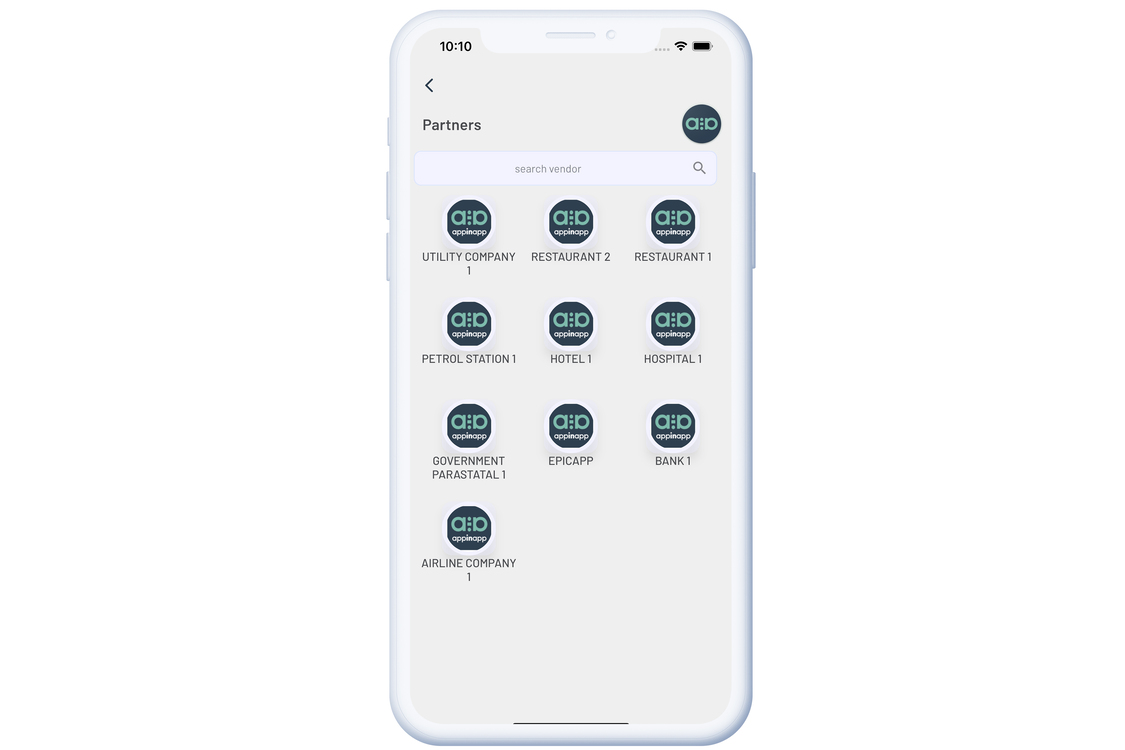 10:10
Partners
a:p
search vendor
a:p
appinapp
a:p
appinapp
a:p
appinapp
UTILITY COMPANY
1
RESTAURANT 2
RESTAURANT 1
a:p
appinapp
a:p
appinapp
a:p
appinapp
PETROL STATION 1
HOTEL 1
HOSPITAL 1
a:p
appinapp
a:p
appinapp
a:p
appinapp
GOVERNMENT
PARASTATAL 1
EPICAPP
BANK 1
a:p
appinapp
AIRLINE COMPANY
1